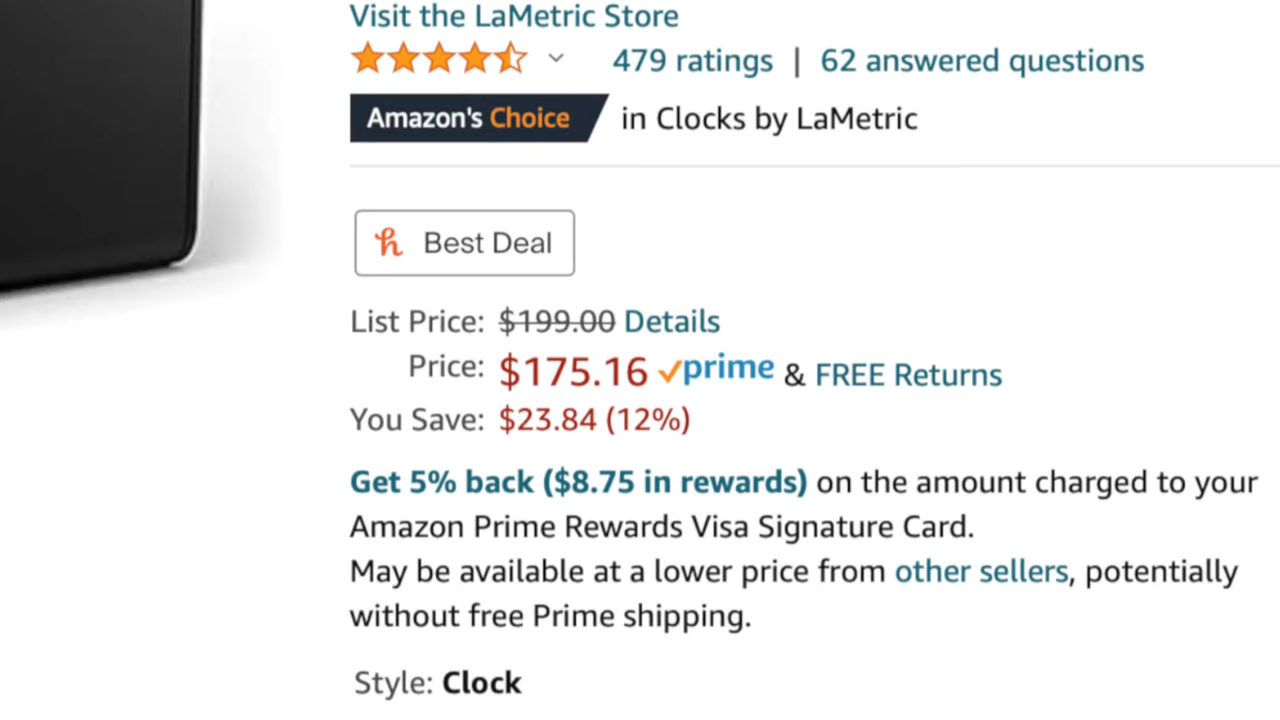 Visit the LaMetric Store
479 ratings | 62 answered questions
Amazon's Choice in Clocks by LaMetric
h Best Deal
List Price: $199.00 Details
Price: $175.16 prime & FREE Returns
You Save: $23.84 (12%)
Get 5% back ($8.75 in rewards) on the amount charged to your
Amazon Prime Rewards Visa Signature Card.
May be available at a lower price from other sellers, potentially
without free Prime shipping.
Style: Clock